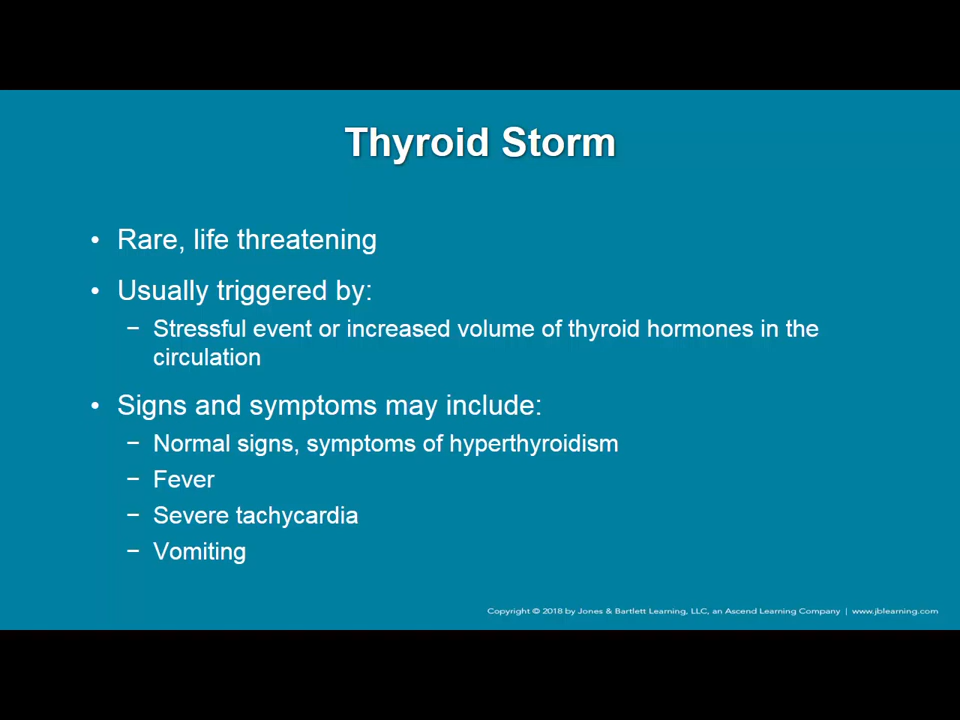 Thyroid Storm
• Rare, life threatening
• Usually triggered by:
− Stressful event or increased volume of thyroid hormones in the
circulation
• Signs and symptoms may include:
− Normal signs, symptoms of hyperthyroidism
− Fever
− Severe tachycardia
− Vomiting
Copyright © 2018 by Jones & Bartlett Learning, LLC, an Ascend Learning Company | www.jblearning.com